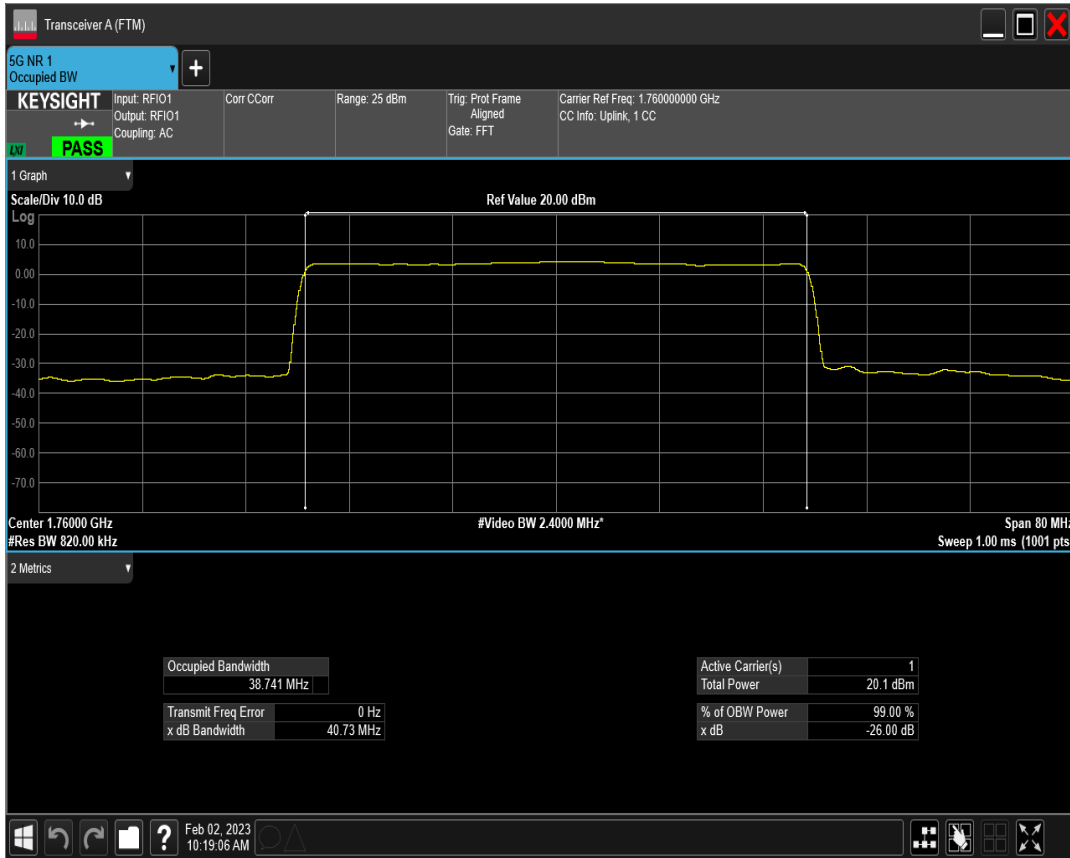 Transceiver A (FTM)
5G NR 1
Occupied BW
+
KEYSIGHT
LXI
PASS
Input: RFIO1
Output: RFIO1
Coupling: AC
Corr CCorr
Range: 25 dBm
Trig: Prot Frame
Aligned
Gate: FFT
Carrier Ref Freq: 1.760000000 GHz
CC Info: Uplink, 1 CC
1 Graph
Scale/Div 10.0 dB
Ref Value 20.00 dBm
Log
10.0
0.00
-10.0
-20.0
-30.0
-40.0
-50.0
-60.0
-70.0
Center 1.76000 GHz
#Video BW 2.4000 MHz*
Span 80 MHz
#Res BW 820.00 kHz
Sweep 1.00 ms (1001 pts
2 Metrics
Occupied Bandwidth
38.741 MHz
Transmit Freq Error 0 Hz
x dB Bandwidth 40.73 MHz
Active Carrier(s) 1
Total Power 20.1 dBm
% of OBW Power 99.00 %
x dB -26.00 dB
?
Feb 02, 2023
10:19:06 AM